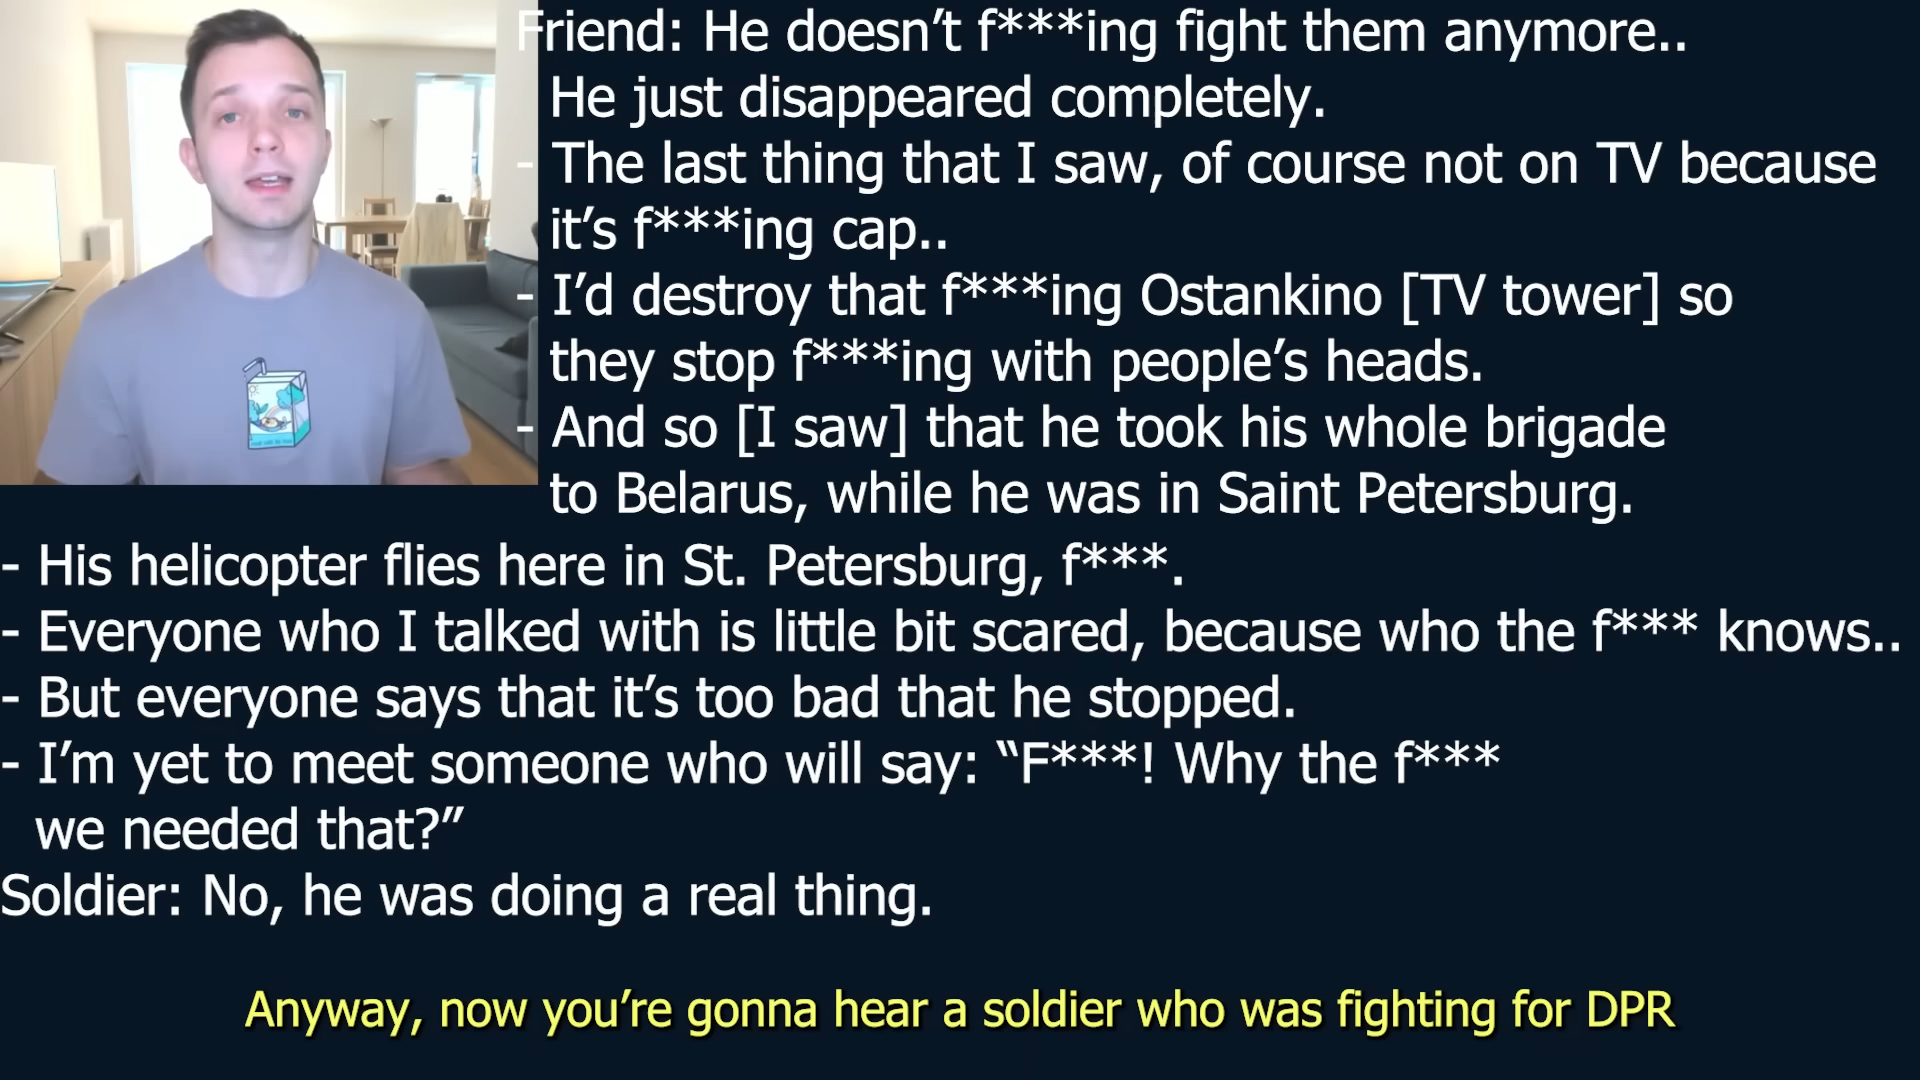 Friend: He doesn’t f***ing fight them anymore..
He just disappeared completely.
- The last thing that I saw, of course not on TV because
it’s f***ing cap..
- I’d destroy that f***ing Ostankino [TV tower] so
they stop f***ing with people’s heads.
- And so [I saw] that he took his whole brigade
to Belarus, while he was in Saint Petersburg.
- His helicopter flies here in St. Petersburg, f***.
- Everyone who I talked with is little bit scared, because who the f*** knows..
- But everyone says that it’s too bad that he stopped.
- I’m yet to meet someone who will say: “F***! Why the f***
we needed that?”
Soldier: No, he was doing a real thing.
Anyway, now you’re gonna hear a soldier who was fighting for DPR